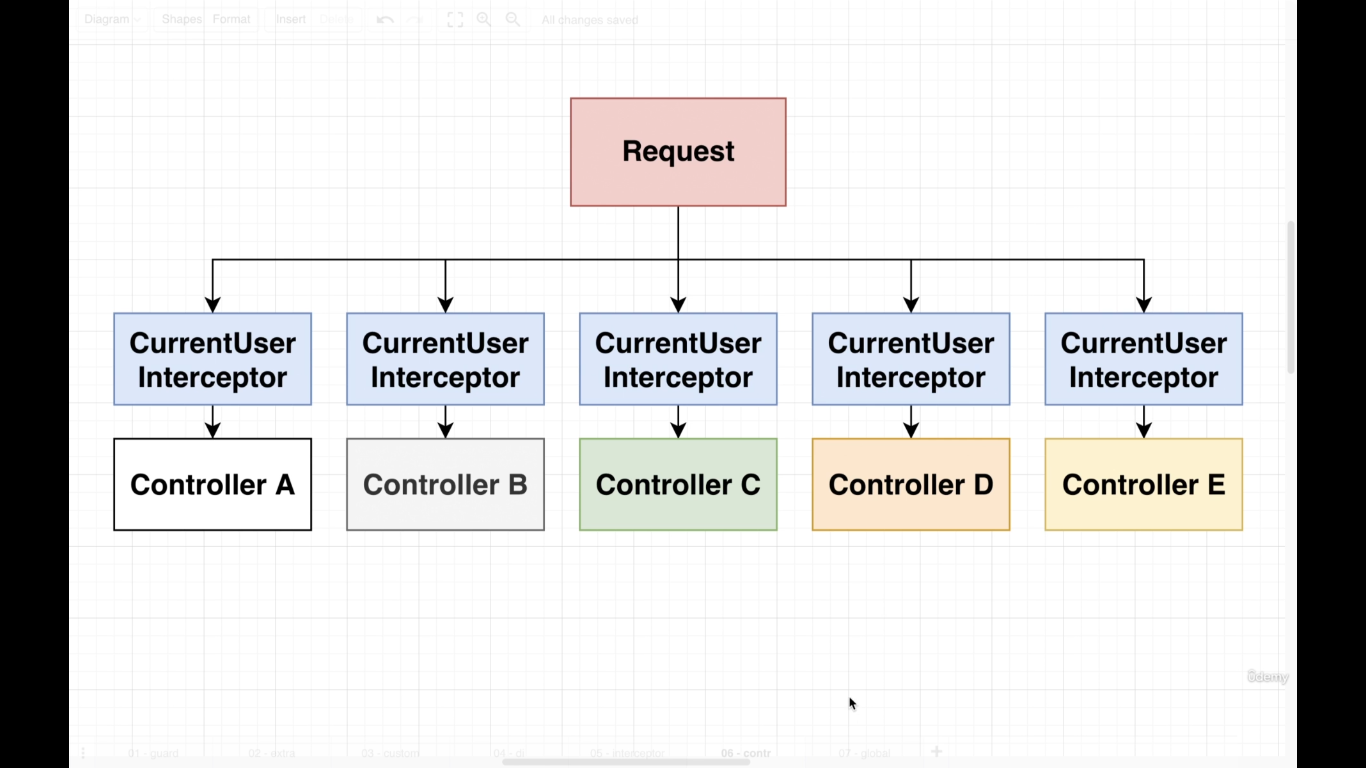 Diagram Shapes Format Insert Delete All changes saved
Request
CurrentUser Interceptor
CurrentUser Interceptor
CurrentUser Interceptor
CurrentUser Interceptor
CurrentUser Interceptor
Controller A
Controller B
Controller C
Controller D
Controller E
ûdemy
01 - guard 02 - extra 03 - custom 04 - di 05 - interceptor 06 - contr 07 - global